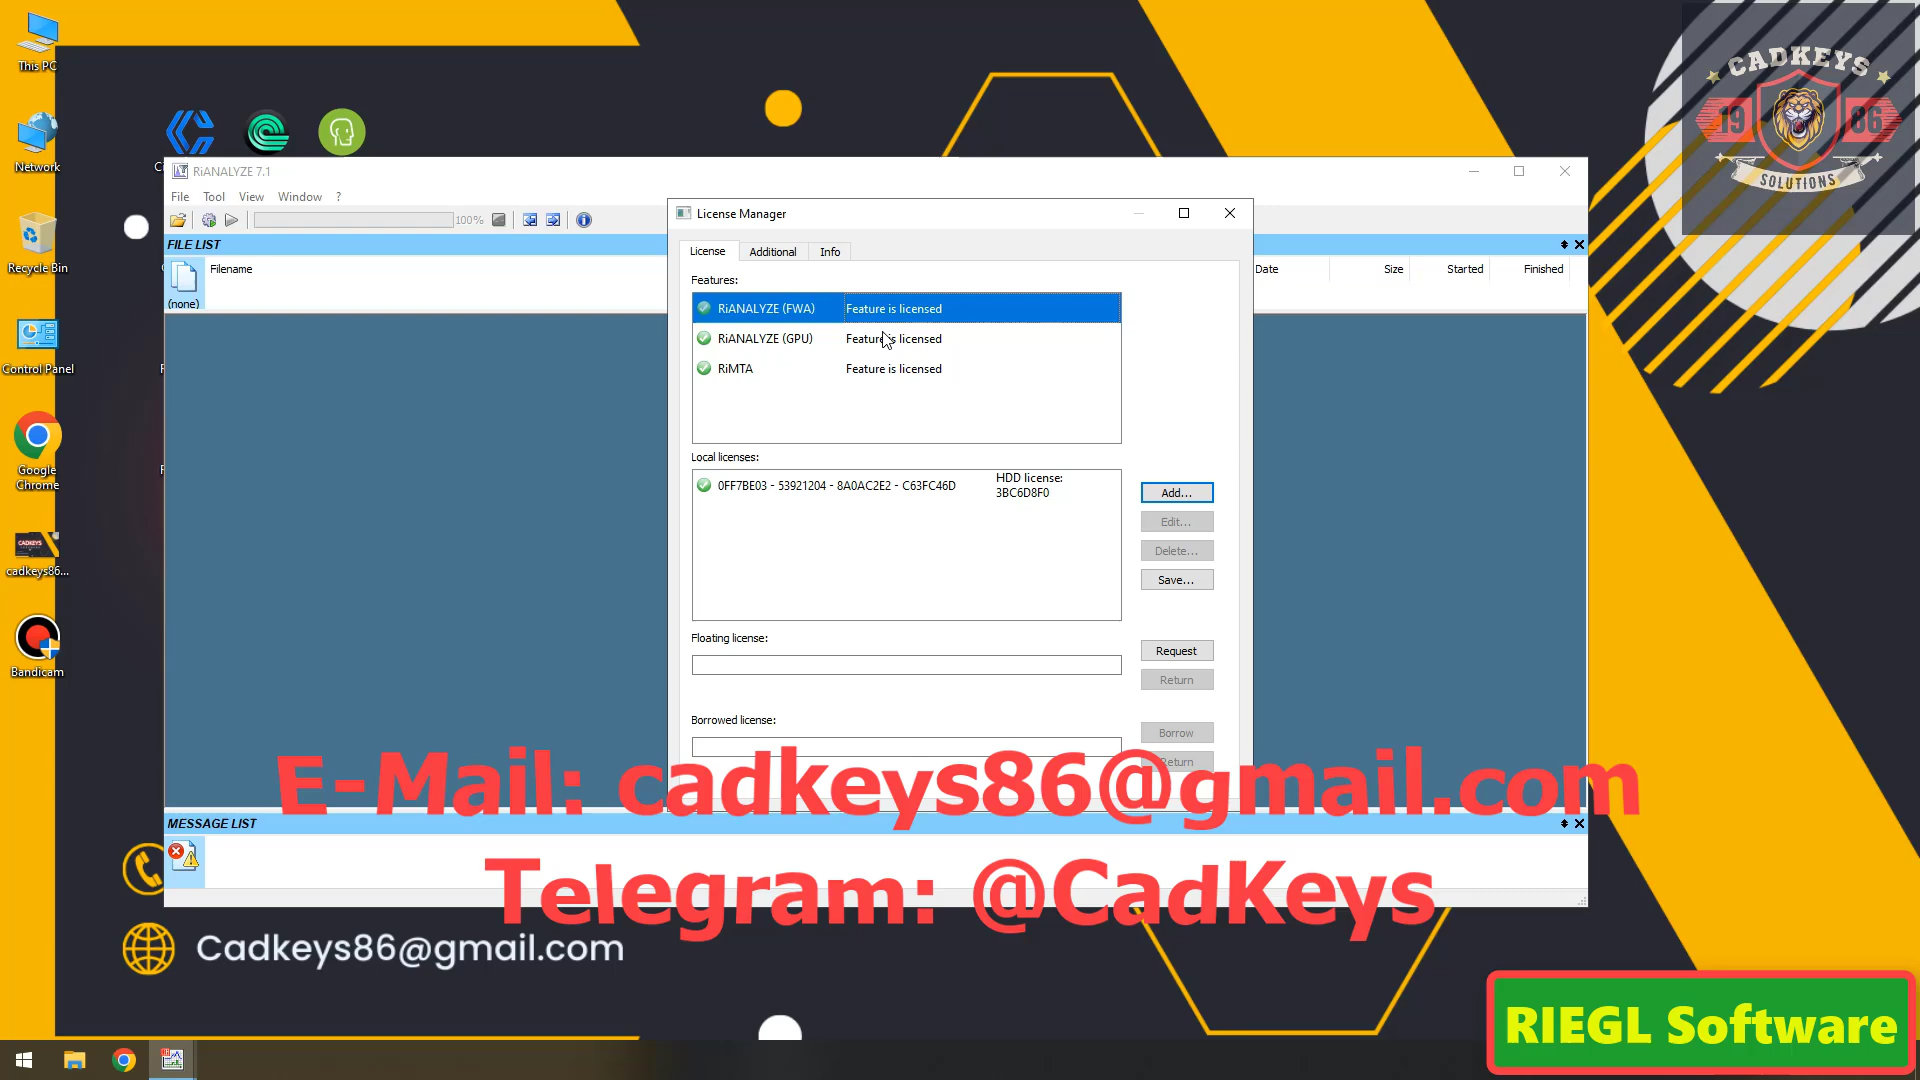 This PC
Network
Recycle Bin
Control Panel
Google
Chrome
cadkeys86...
Bandicam
CADKEYS
19 86
SOLUTIONS
RiANALYZE 7.1
File Tool View Window ?
100%
FILE LIST
Filename
Date Size Started Finished
(none)
License Manager
License Additional Info
Features:
RiANALYZE (FWA) Feature is licensed
RiANALYZE (GPU) Feature is licensed
RiMTA Feature is licensed
Local licenses:
0FF7BE03 - 53921204 - 8A0AC2E2 - C63FC46D
HDD license:
3BC6D8F0
Add...
Edit...
Delete...
Save...
Floating license:
Request
Return
Borrowed license:
Borrow
Return
E-Mail: cadkeys86@gmail.com
MESSAGE LIST
Telegram: @CadKeys
Cadkeys86@gmail.com
RIEGL Software